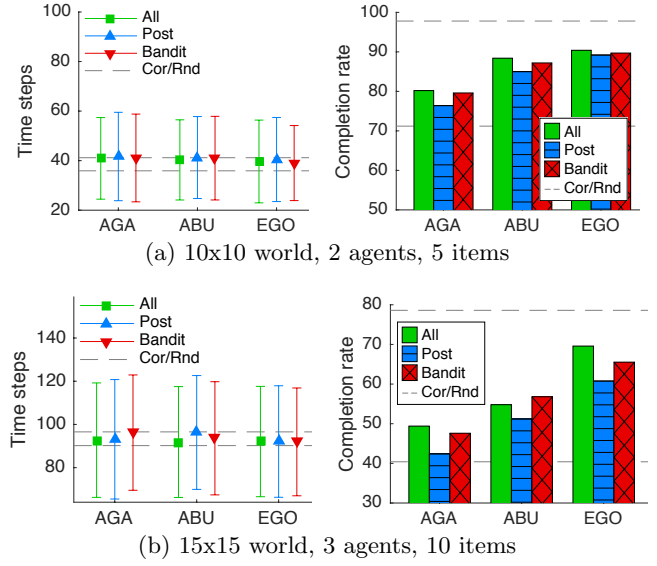 All
Post
Bandit
Cor/Rnd
Time steps
100
80
60
40
20
AGA ABU EGO
Completion rate
100
90
80
70
60
50
All
Post
Bandit
Cor/Rnd
AGA ABU EGO
(a) 10x10 world, 2 agents, 5 items
All
Post
Bandit
Cor/Rnd
Time steps
140
120
100
80
AGA ABU EGO
Completion rate
80
70
60
50
40
30
All
Post
Bandit
Cor/Rnd
AGA ABU EGO
(b) 15x15 world, 3 agents, 10 items